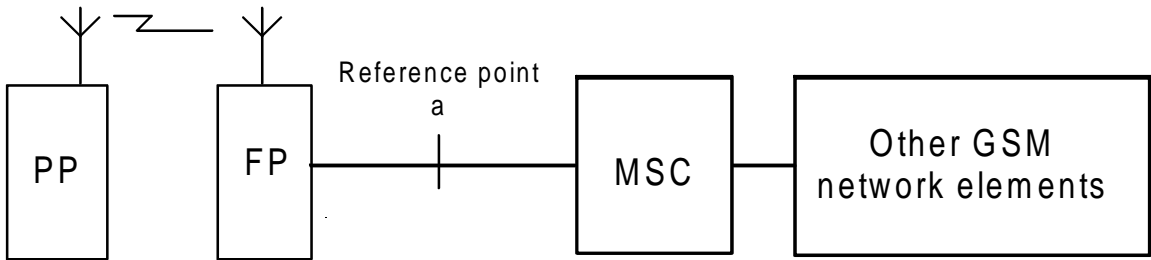 Reference point
a
PP
FP
MSC
Other GSM
network elements